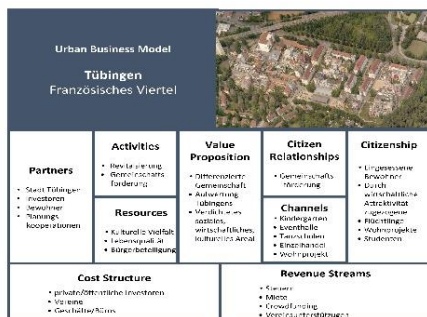 Urban Business Model
Tübingen
Französisches Viertel
Partners
• Stadt Tübingen
• Investoren
• Bewohner
• Planungs
kooperationen
Activities
• Revitalisierung
• Gemeinschafts
förderung
Resources
• Kulturelle Vielfalt
• Lebensqualität
• Bürgerbeteiligung
Value
Proposition
• Differenzierte
Gemeinschaft
• Aufwertung
Tübingens
• Verdichtetes
soziales,
wirtschaftliches,
kulturelles Areal
Citizen
Relationships
• Gemeinschafts
förderung
Channels
• Kindergarten
• Eventhalle
• Tanzschulen
• Einzelhandel
• Wohnprojekt
Citizenship
• Eingesessene
Bewohner
• Durch
wirtschaftliche
Attraktivität
zugezogene
• Flüchtlinge
• Wohnprojekte
• Studenten
Cost Structure
• private/öffentliche Investoren
• Vereine
• Geschäfte/Büros
Revenue Streams
• Steuern
• Miete
• Crowdfunding